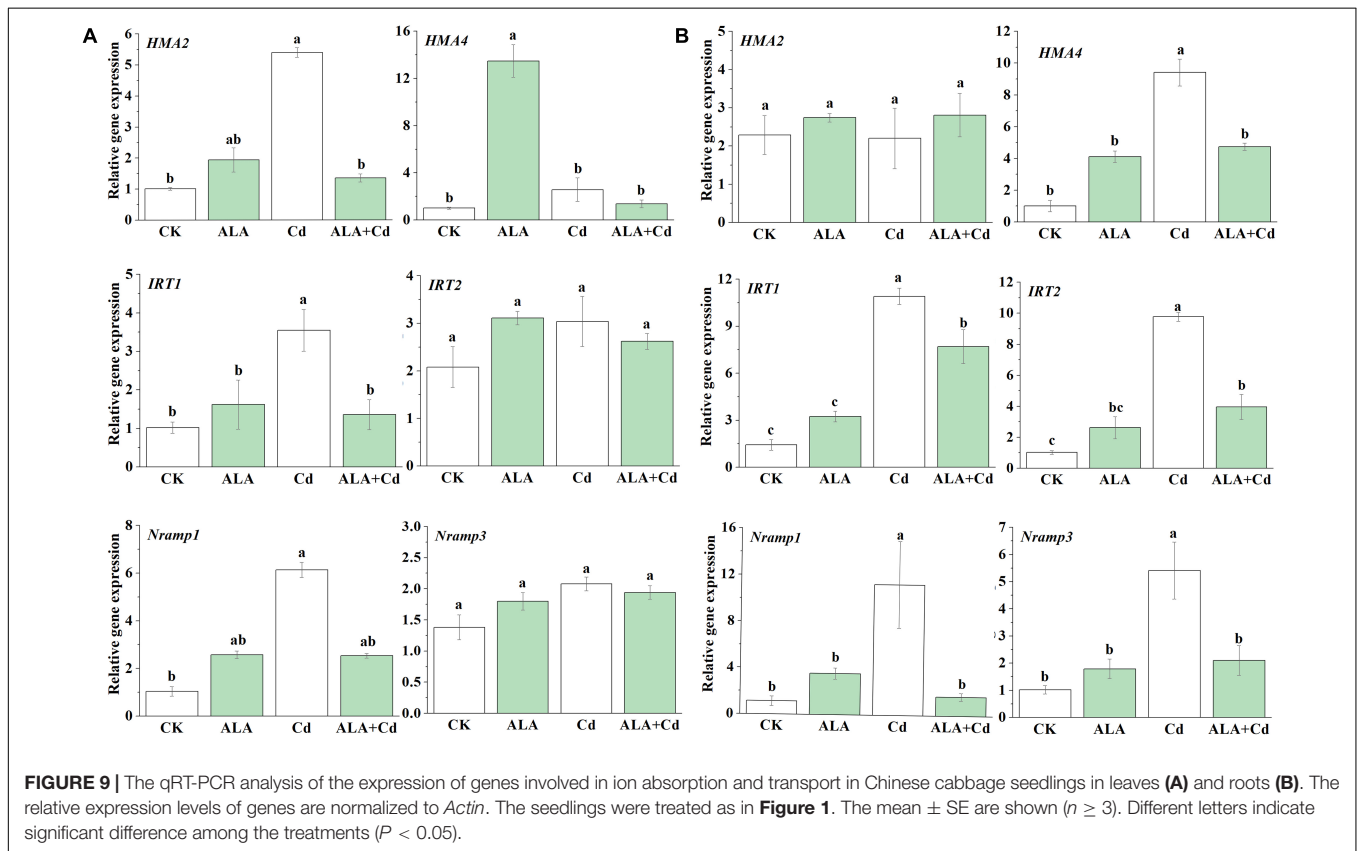 A
HMA2
Relative gene expression
6
5
4
3
2
1
0
b
ab
a
b
CK ALA Cd ALA+Cd
HMA4
16
12
8
4
0
b
a
b
b
CK ALA Cd ALA+Cd
B
HMA2
Relative gene expression
5
4
3
2
1
0
a
a
a
a
CK ALA Cd ALA+Cd
HMA4
12
10
8
6
4
2
0
b
b
a
b
CK ALA Cd ALA+Cd
IRT1
Relative gene expression
5
4
3
2
1
0
b
b
a
b
CK ALA Cd ALA+Cd
IRT2
4
3
2
1
0
a
a
a
a
CK ALA Cd ALA+Cd
IRT1
Relative gene expression
12
9
6
3
0
c
c
a
b
CK ALA Cd ALA+Cd
IRT2
12
10
8
6
4
2
0
c
bc
a
b
CK ALA Cd ALA+Cd
Nramp1
Relative gene expression
8
6
4
2
0
b
ab
a
ab
CK ALA Cd ALA+Cd
Nramp3
3.0
2.5
2.0
1.5
1.0
0.5
0.0
a
a
a
a
CK ALA Cd ALA+Cd
Nramp1
Relative gene expression
16
12
8
4
0
b
b
a
b
CK ALA Cd ALA+Cd
Nramp3
7
6
5
4
3
2
1
0
b
b
a
b
CK ALA Cd ALA+Cd
FIGURE 9 | The qRT-PCR analysis of the expression of genes involved in ion absorption and transport in Chinese cabbage seedlings in leaves (A) and roots (B). The
relative expression levels of genes are normalized to Actin. The seedlings were treated as in Figure 1. The mean ± SE are shown (n ≥ 3). Different letters indicate
significant difference among the treatments (P < 0.05).